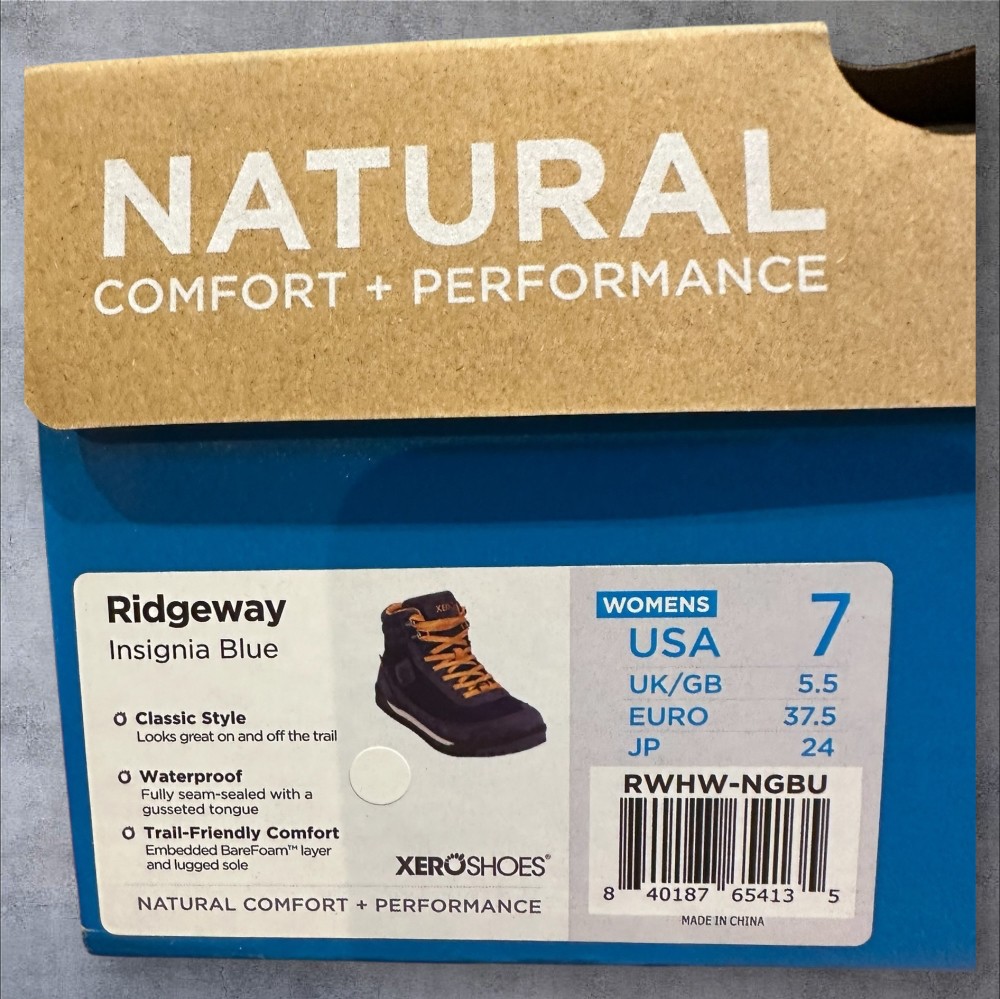 NATURAL
COMFORT + PERFORMANCE
Ridgeway
Insignia Blue
Classic Style
Looks great on and off the trail
Waterproof
Fully seam-sealed with a
gusseted tongue
Trail-Friendly Comfort
Embedded BareFoam™ layer
and lugged sole
XEROSHOES®
NATURAL COMFORT + PERFORMANCE
WOMENS
USA 7
UK/GB 5.5
EURO 37.5
JP 24
RWHW-NGBU
8 40187 65413 5
MADE IN CHINA